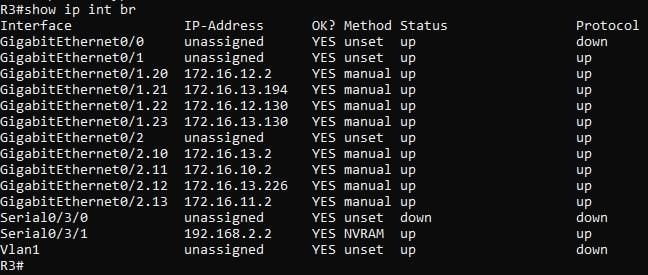 R3#show ip int br
Interface IP-Address OK? Method Status Protocol
GigabitEthernet0/0 unassigned YES unset up down
GigabitEthernet0/1 unassigned YES unset up up
GigabitEthernet0/1.20 172.16.12.2 YES manual up up
GigabitEthernet0/1.21 172.16.13.194 YES manual up up
GigabitEthernet0/1.22 172.16.12.130 YES manual up up
GigabitEthernet0/1.23 172.16.13.130 YES manual up up
GigabitEthernet0/2 unassigned YES unset up up
GigabitEthernet0/2.10 172.16.13.2 YES manual up up
GigabitEthernet0/2.11 172.16.10.2 YES manual up up
GigabitEthernet0/2.12 172.16.13.226 YES manual up up
GigabitEthernet0/2.13 172.16.11.2 YES manual up up
Serial0/3/0 unassigned YES unset down down
Serial0/3/1 192.168.2.2 YES NVRAM up up
Vlan1 unassigned YES unset up down
R3#